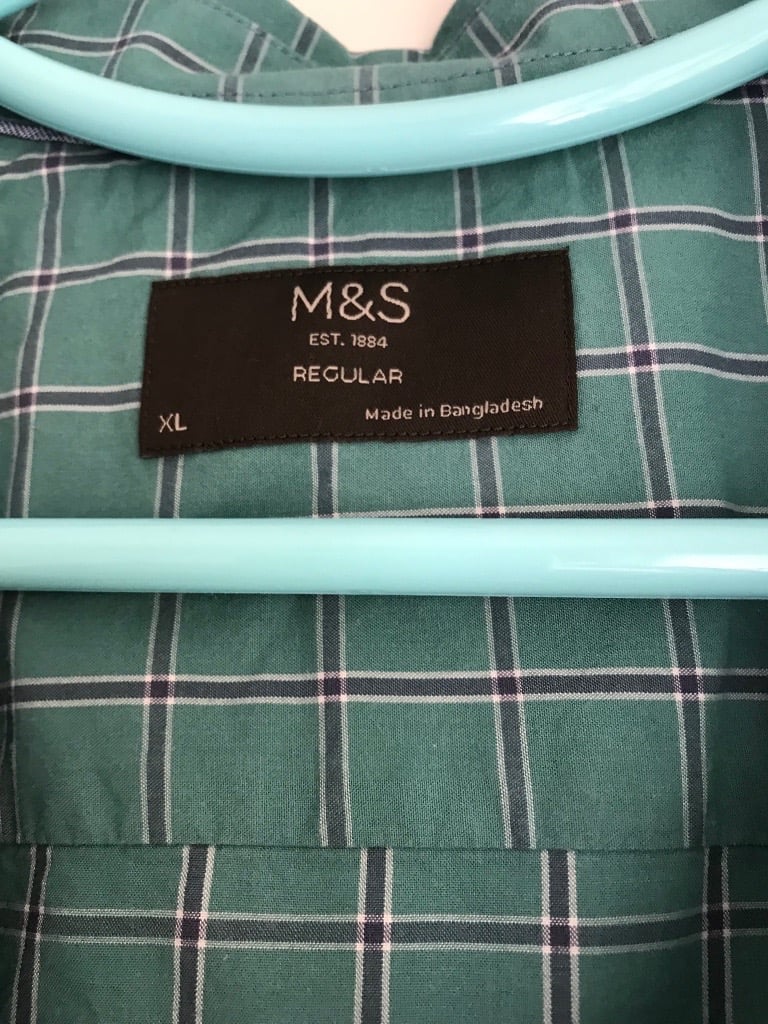 M&S
EST. 1884
REGULAR
XL
Made in Bangladesh